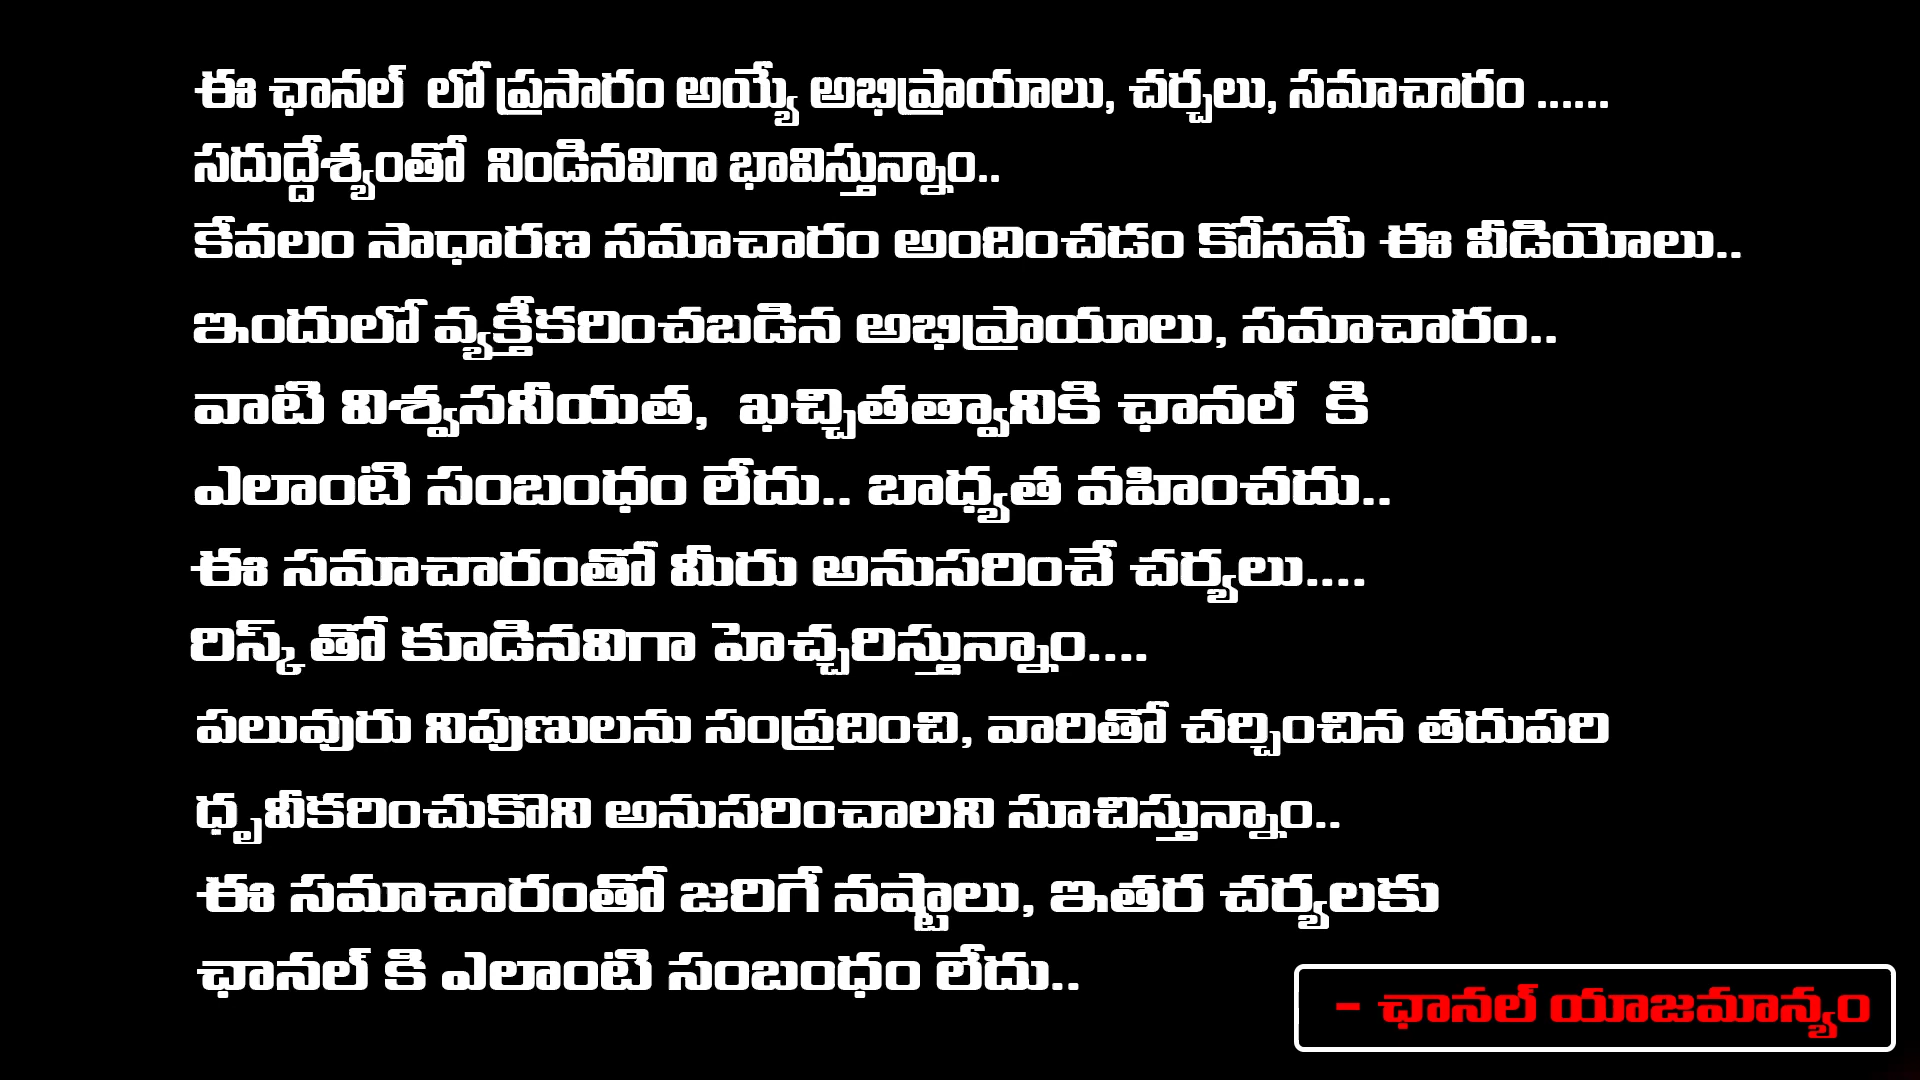 ఈ ఛానల్ లో ప్రసారం అయ్యే అభిప్రాయాలు, చర్చలు, సమాచారం ......
సదుద్దేశ్యంతో నిండినవిగా భావిస్తున్నాం..
కేవలం సాధారణ సమాచారం అందించడం కోసమే ఈ వీడియోలు..
ఇందులో వ్యక్తీకరించబడిన అభిప్రాయాలు, సమాచారం..
వాటి విశ్వసనీయత, ఖచ్చితత్వానికి ఛానల్ కి
ఎలాంటి సంబంధం లేదు.. బాధ్యత వహించదు..
ఈ సమాచారంతో మీరు అనుసరించే చర్యలు....
రిస్క్ తో కూడినవిగా హెచ్చరిస్తున్నాం....
పలువురు నిపుణులను సంప్రదించి, వారితో చర్చించిన తదుపరి
ధృవీకరించుకొని అనుసరించాలని సూచిస్తున్నాం..
ఈ సమాచారంతో జరిగే నష్టాలు, ఇతర చర్యలకు
ఛానల్ కి ఎలాంటి సంబంధం లేదు..
- ఛానల్ యాజమాన్యం